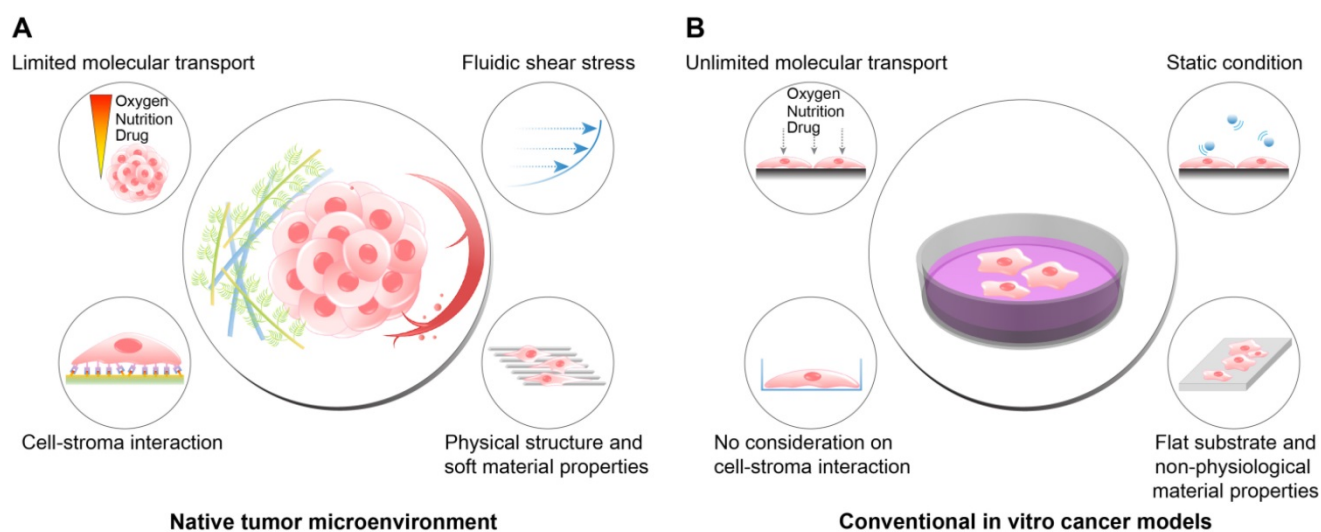 A
Limited molecular transport
Oxygen
Nutrition
Drug
Fluidic shear stress
Cell-stroma interaction
Physical structure and
soft material properties
Native tumor microenvironment
B
Unlimited molecular transport
Oxygen
Nutrition
Drug
Static condition
No consideration on
cell-stroma interaction
Flat substrate and
non-physiological
material properties
Conventional in vitro cancer models